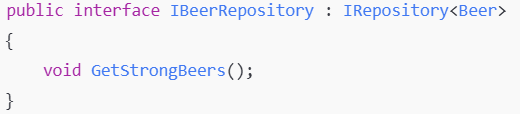 public interface IBeerRepository : IRepository<Beer>
{
    void GetStrongBeers();
}